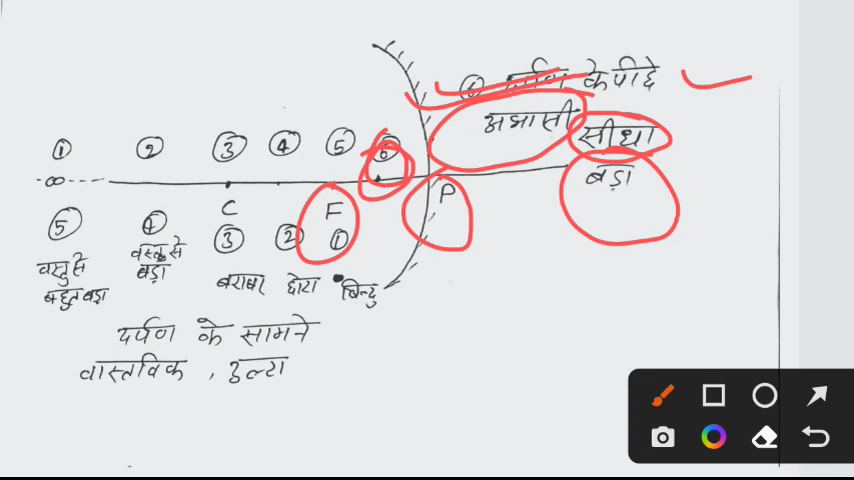 ⑥ दर्पण के पीछे
अभासी सीधा
बड़ा
① ② ③ ④ ⑤ ⑥
∞
C F P
⑤ ④ ③ ② ①
वस्तु से बहुत बड़ा
वस्तु से बड़ा
बराबर छोटा बिन्दु
दर्पण के सामने
वास्तविक , उल्टा